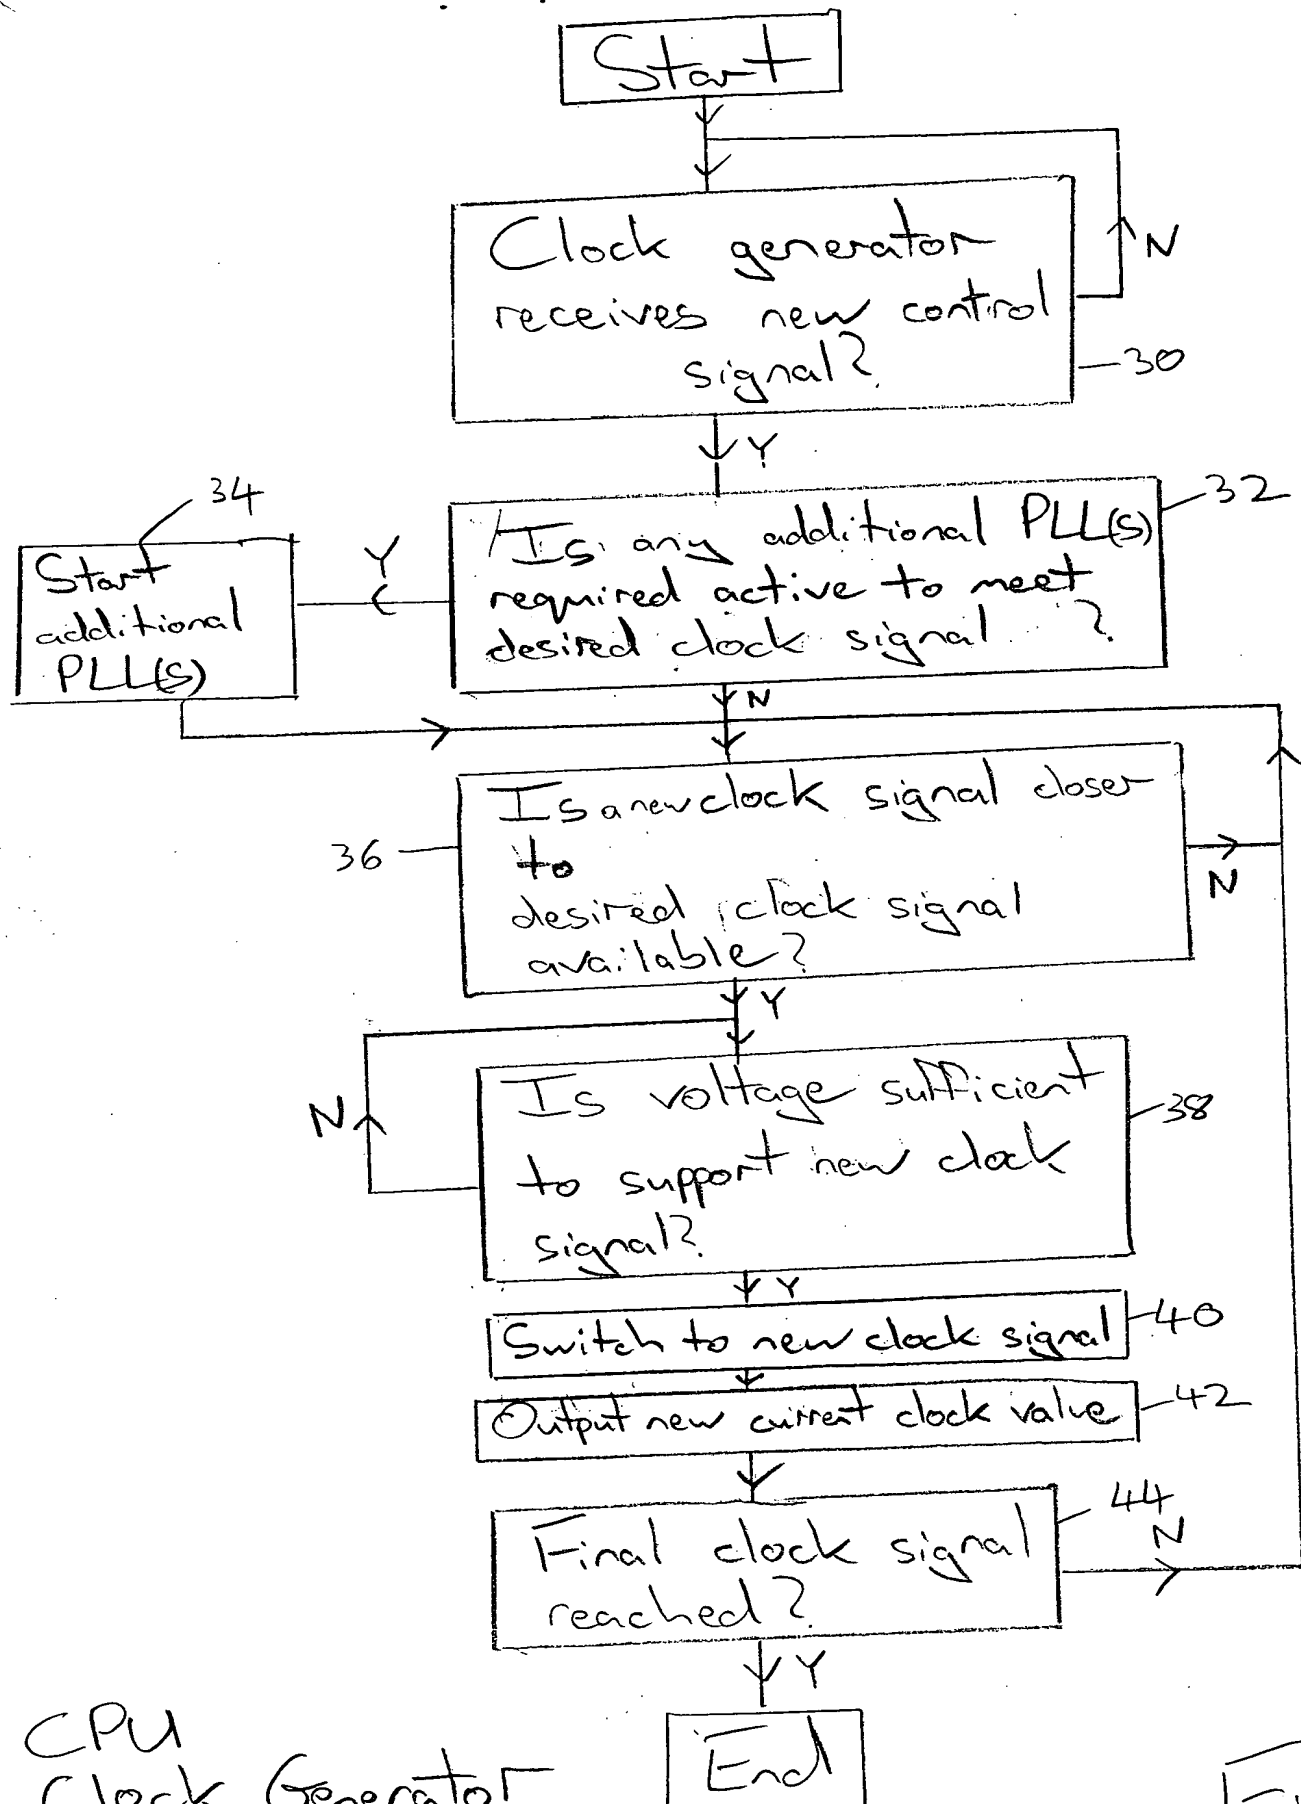 Start
Clock generator
receives new control
signal?
N
30
Y
34
32
Start
additional
PLL(s)
Y
Is any additional PLL(s)
required active to meet
desired clock signal ?
N
36
Is a new clock signal closer
to
desired clock signal
available?
N
Y
N
Is voltage sufficient
to support new clock
signal?
38
Y
Switch to new clock signal
40
Output new current clock value
42
Final clock signal
reached?
44
N
Y
End
CPU
Clock Generator